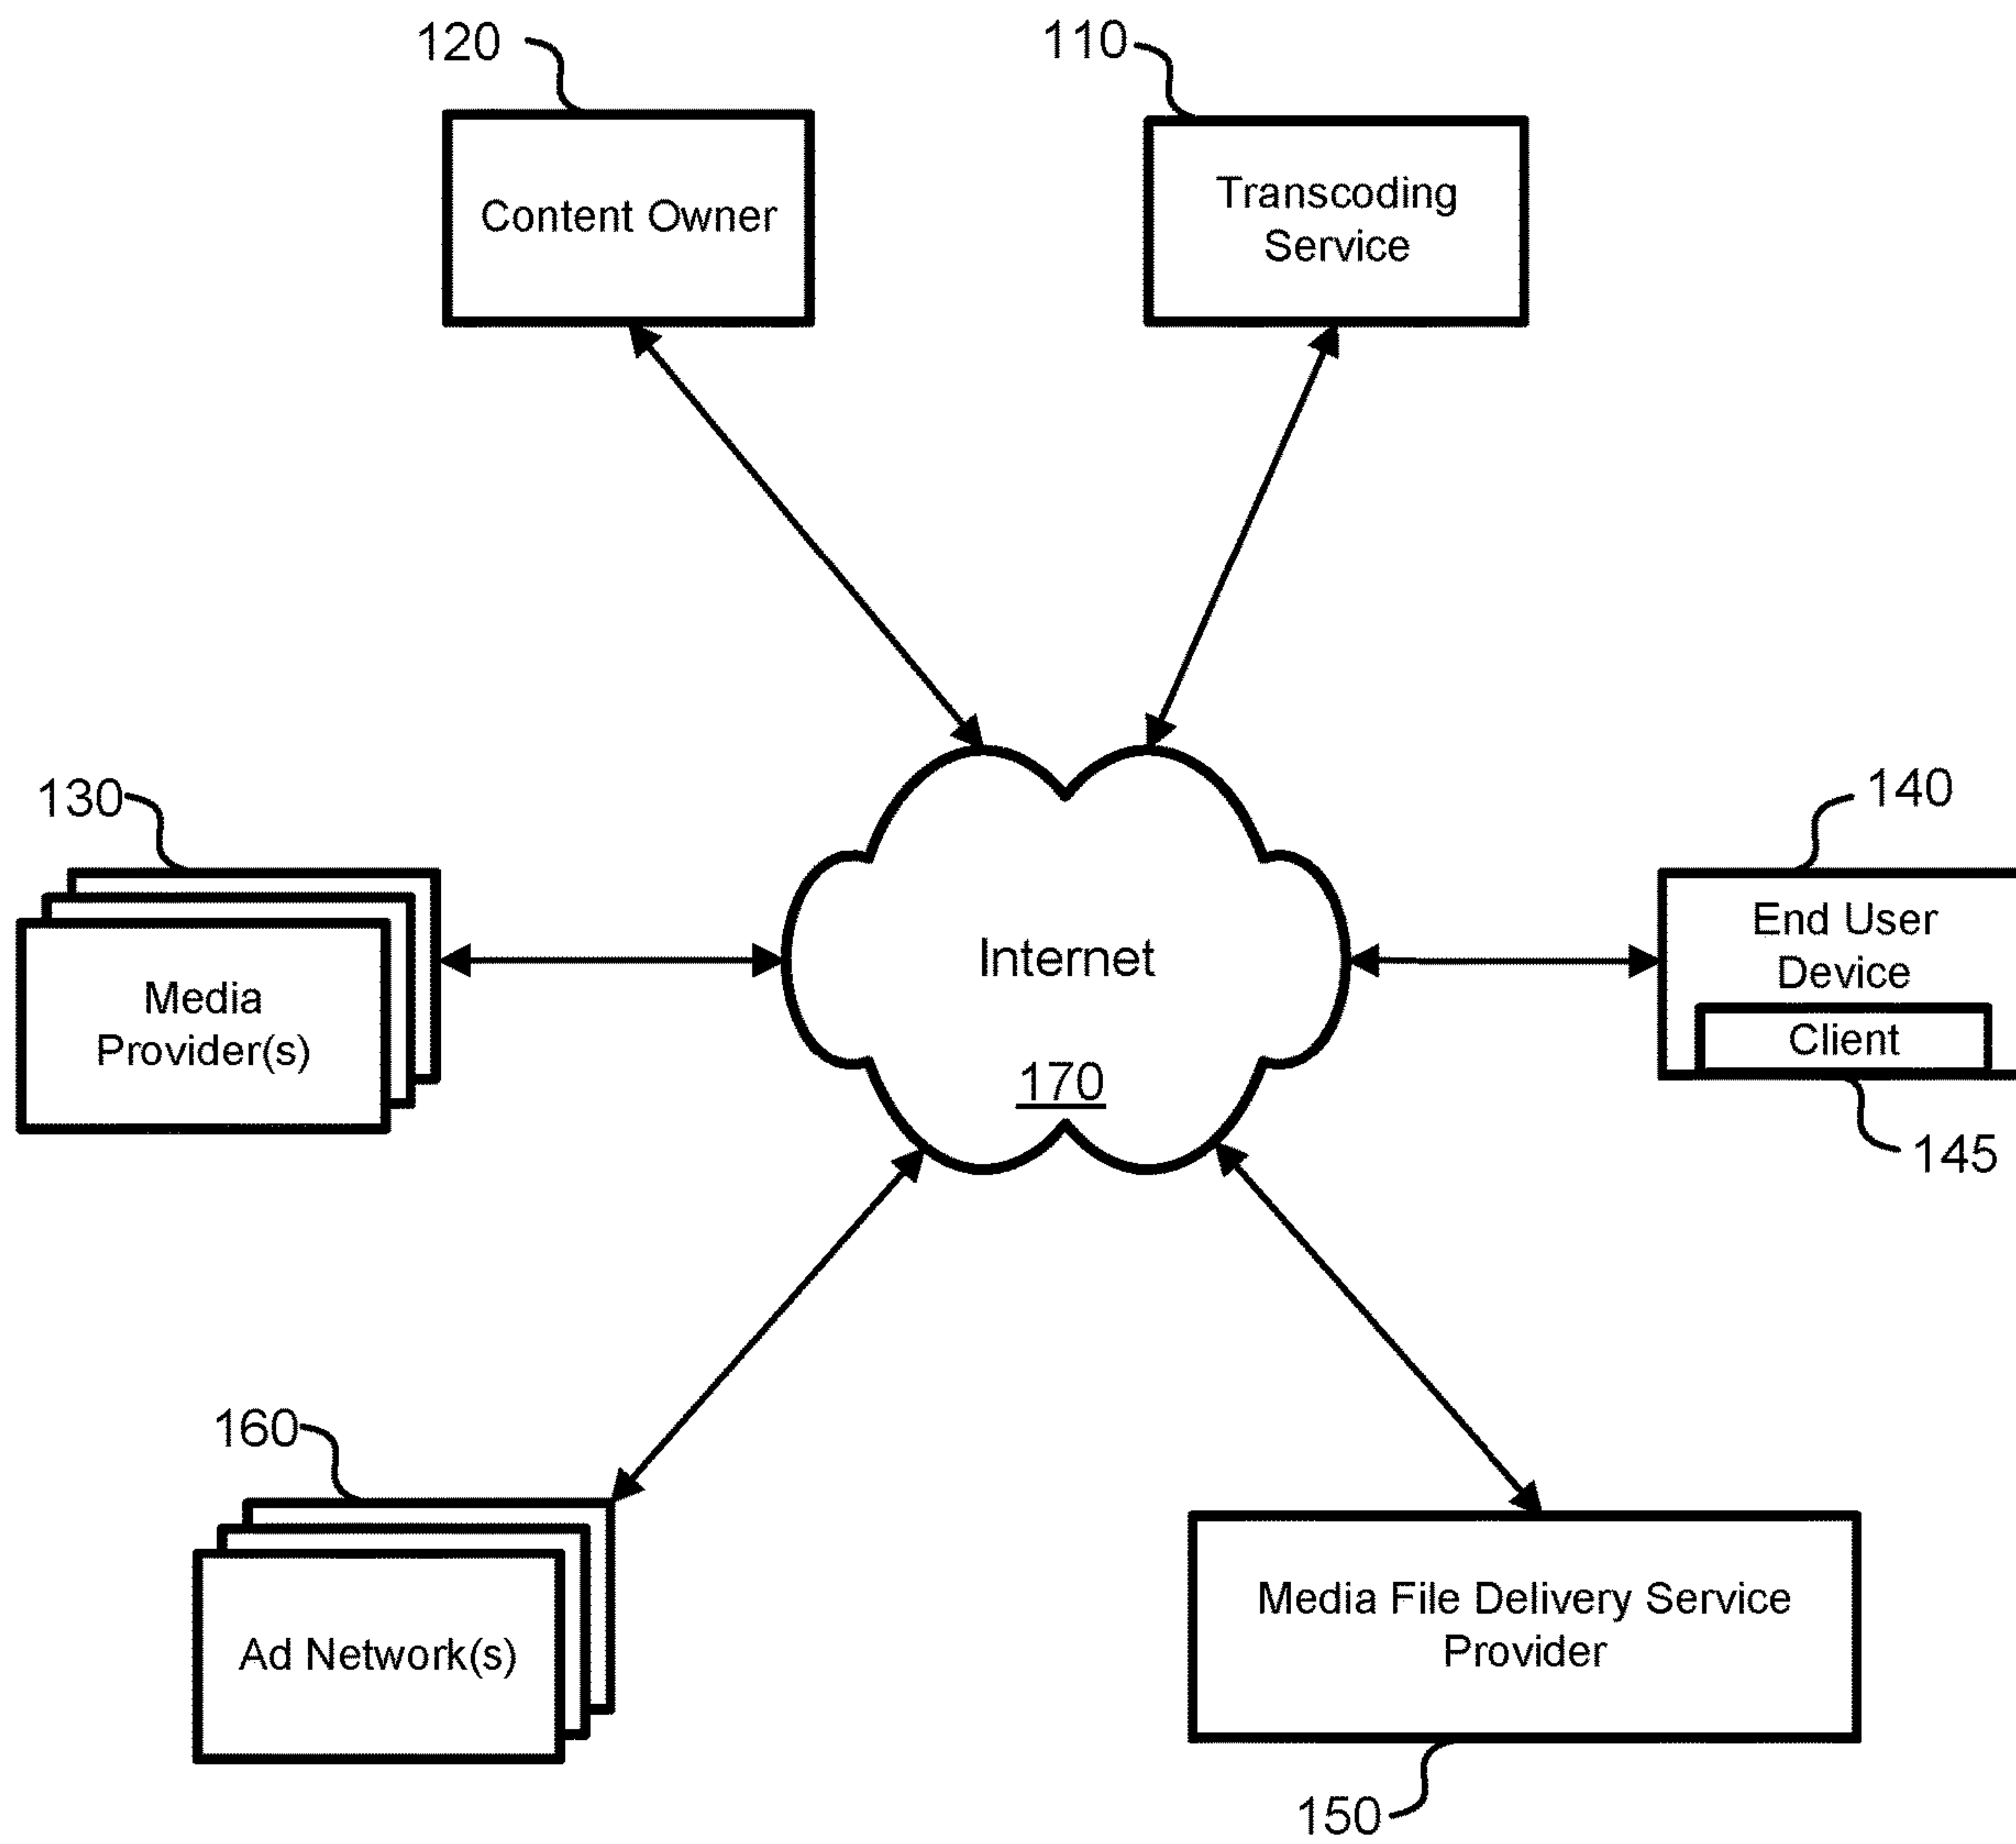 120
110
Content Owner
Transcoding
Service
130
140
Media
Provider(s)
Internet
170
End User
Device
Client
145
160
Ad Network(s)
Media File Delivery Service
Provider
150